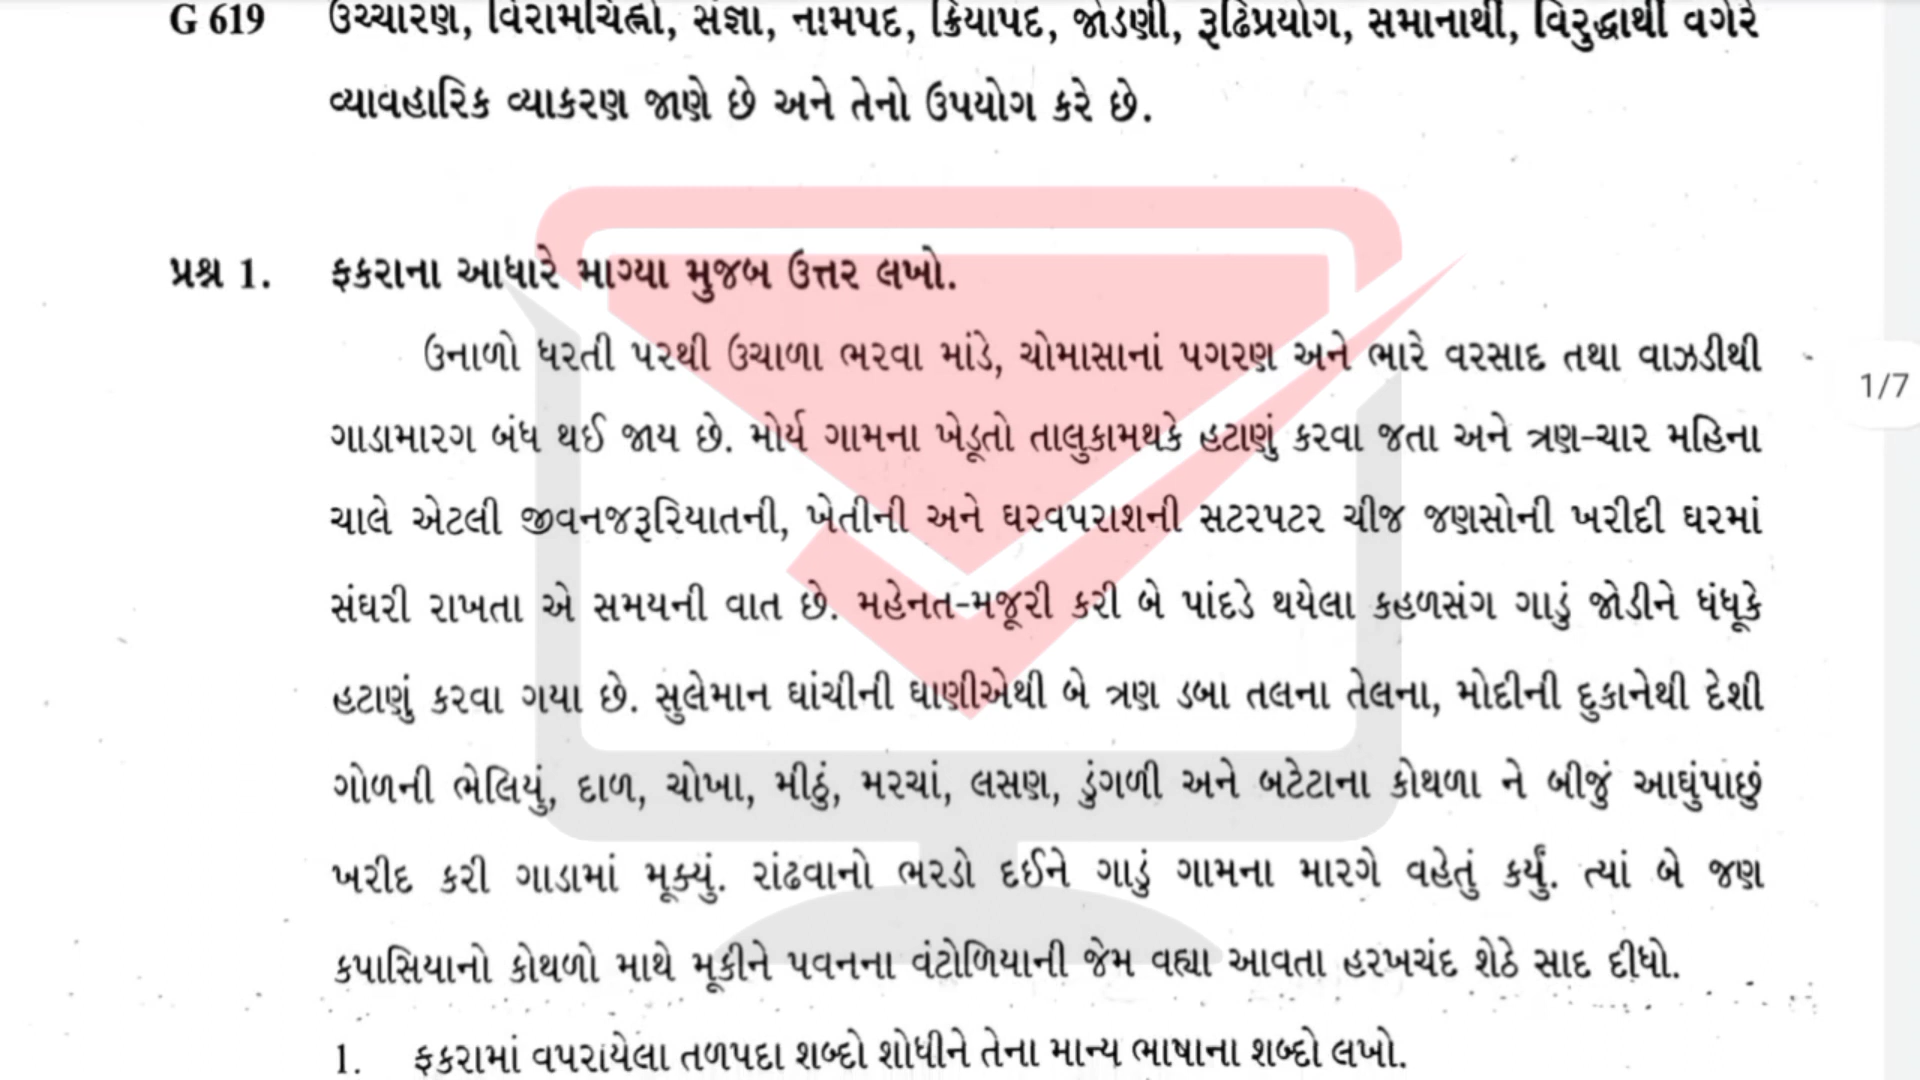 G 619 ઉચ્ચારણ, વિરામચિહ્નો, સંજ્ઞા, નામપદ, ક્રિયાપદ, જોડણી, રૂઢિપ્રયોગ, સમાનાર્થી, વિરુદ્ધાર્થી વગેરે
વ્યાવહારિક વ્યાકરણ જાણે છે અને તેનો ઉપયોગ કરે છે.
પ્રશ્ન 1. ફકરાના આધારે માગ્યા મુજબ ઉત્તર લખો.
ઉનાળો ધરતી પરથી ઉચાળા ભરવા માંડે, ચોમાસાનાં પગરણ અને ભારે વરસાદ તથા વાઝડીથી
1/7
ગાડામારગ બંધ થઈ જાય છે. મોર્ય ગામના ખેડૂતો તાલુકામથકે હટાણું કરવા જતા અને ત્રણ-ચાર મહિના
ચાલે એટલી જીવનજરૂરિયાતની, ખેતીની અને ઘરવપરાશની સટરપટર ચીજ જણસોની ખરીદી ઘરમાં
સંઘરી રાખતા એ સમયની વાત છે. મહેનત-મજૂરી કરી બે પાંદડે થયેલા કહળસંગ ગાડું જોડીને ધંધૂકે
હટાણું કરવા ગયા છે. સુલેમાન ઘાંચીની ઘાણીએથી બે ત્રણ ડબા તલના તેલના, મોદીની દુકાનેથી દેશી
ગોળની ભેલિયું, દાળ, ચોખા, મીઠું, મરચાં, લસણ, ડુંગળી અને બટેટાના કોથળા ને બીજું આઘુંપાછું
ખરીદ કરી ગાડામાં મૂક્યું. રાંઢવાનો ભરડો દઈને ગાડું ગામના મારગે વહેતું કર્યું. ત્યાં બે જણ
કપાસિયાનો કોથળો માથે મૂકીને પવનના વંટોળિયાની જેમ વહ્યા આવતા હરખચંદ શેઠે સાદ દીધો.
1. ફકરામાં વપરાયેલા તળપદા શબ્દો શોધીને તેના માન્ય ભાષાના શબ્દો લખો.